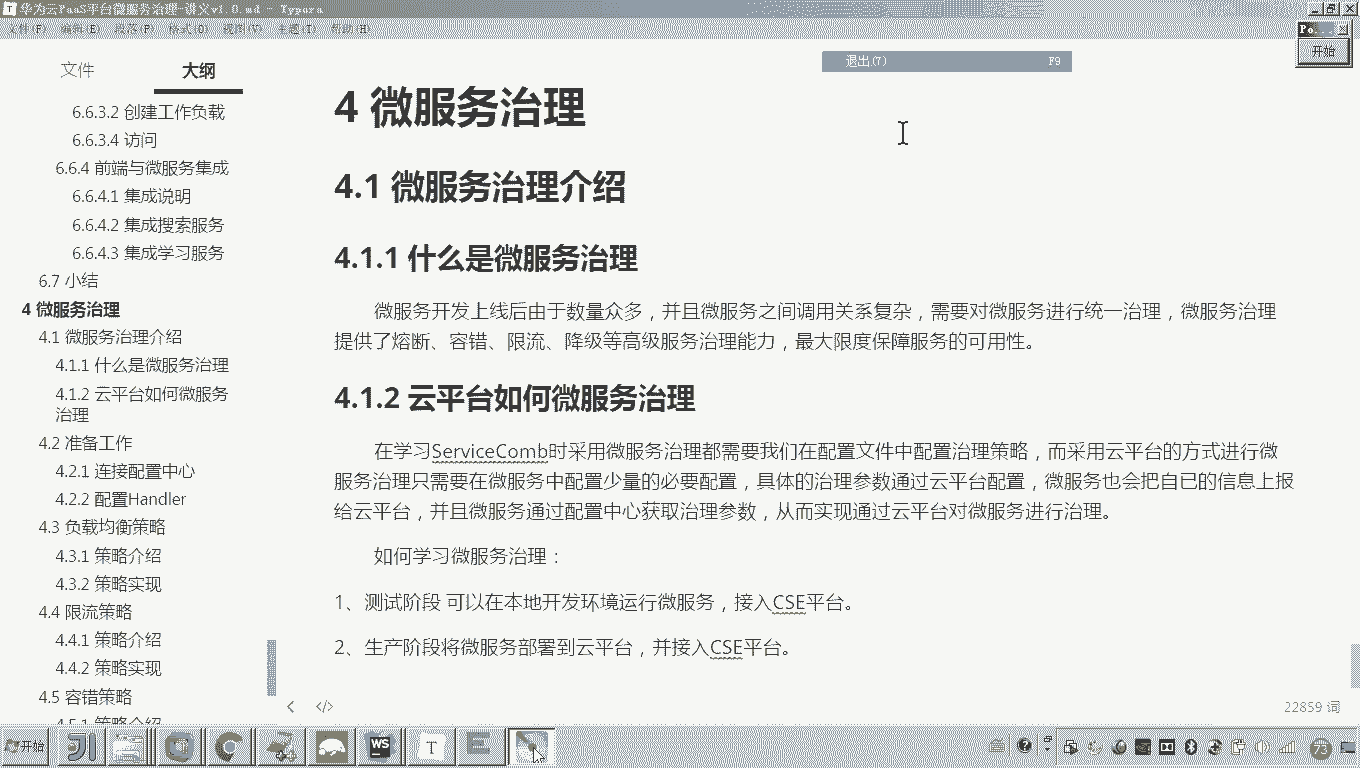 华为云PaaS平台微服务治理-讲义v1.0.md - Typora
文件(F) 编辑(E) 段落(P) 格式(O) 视图(V) 主题(T) 帮助(H)
Po...
开始
退出(7) F9
文件 大纲
6.6.3.2 创建工作负载
6.6.3.4 访问
6.6.4 前端与微服务集成
6.6.4.1 集成说明
6.6.4.2 集成搜索服务
6.6.4.3 集成学习服务
6.7 小结
4 微服务治理
4.1 微服务治理介绍
4.1.1 什么是微服务治理
4.1.2 云平台如何微服务
治理
4.2 准备工作
4.2.1 连接配置中心
4.2.2 配置Handler
4.3 负载均衡策略
4.3.1 策略介绍
4.3.2 策略实现
4.4 限流策略
4.4.1 策略介绍
4.4.2 策略实现
4.5 容错策略
4.5.1 策略介绍
4 微服务治理
4.1 微服务治理介绍
4.1.1 什么是微服务治理
微服务开发上线后由于数量众多，并且微服务之间调用关系复杂，需要对微服务进行统一治理，微服务治理
提供了熔断、容错、限流、降级等高级服务治理能力，最大限度保障服务的可用性。
4.1.2 云平台如何微服务治理
在学习ServiceComb时采用微服务治理都需要我们在配置文件中配置治理策略，而采用云平台的方式进行微
服务治理只需要在微服务中配置少量的必要配置，具体的治理参数通过云平台配置，微服务也会把自已的信息上报
给云平台，并且微服务通过配置中心获取治理参数，从而实现通过云平台对微服务进行治理。
如何学习微服务治理：
1、测试阶段 可以在本地开发环境运行微服务，接入CSE平台。
2、生产阶段将微服务部署到云平台，并接入CSE平台。
22859 词
开始
WS
T
73